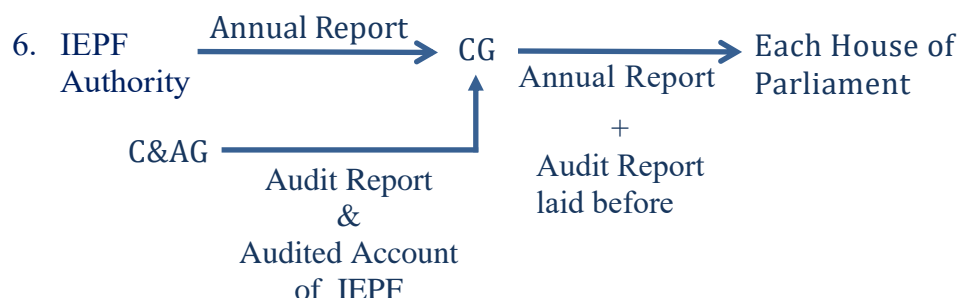 6. IEPF Authority
Annual Report
CG
Annual Report
+
Audit Report
laid before
Each House of
Parliament
C&AG
Audit Report
&
Audited Account
of IEPF